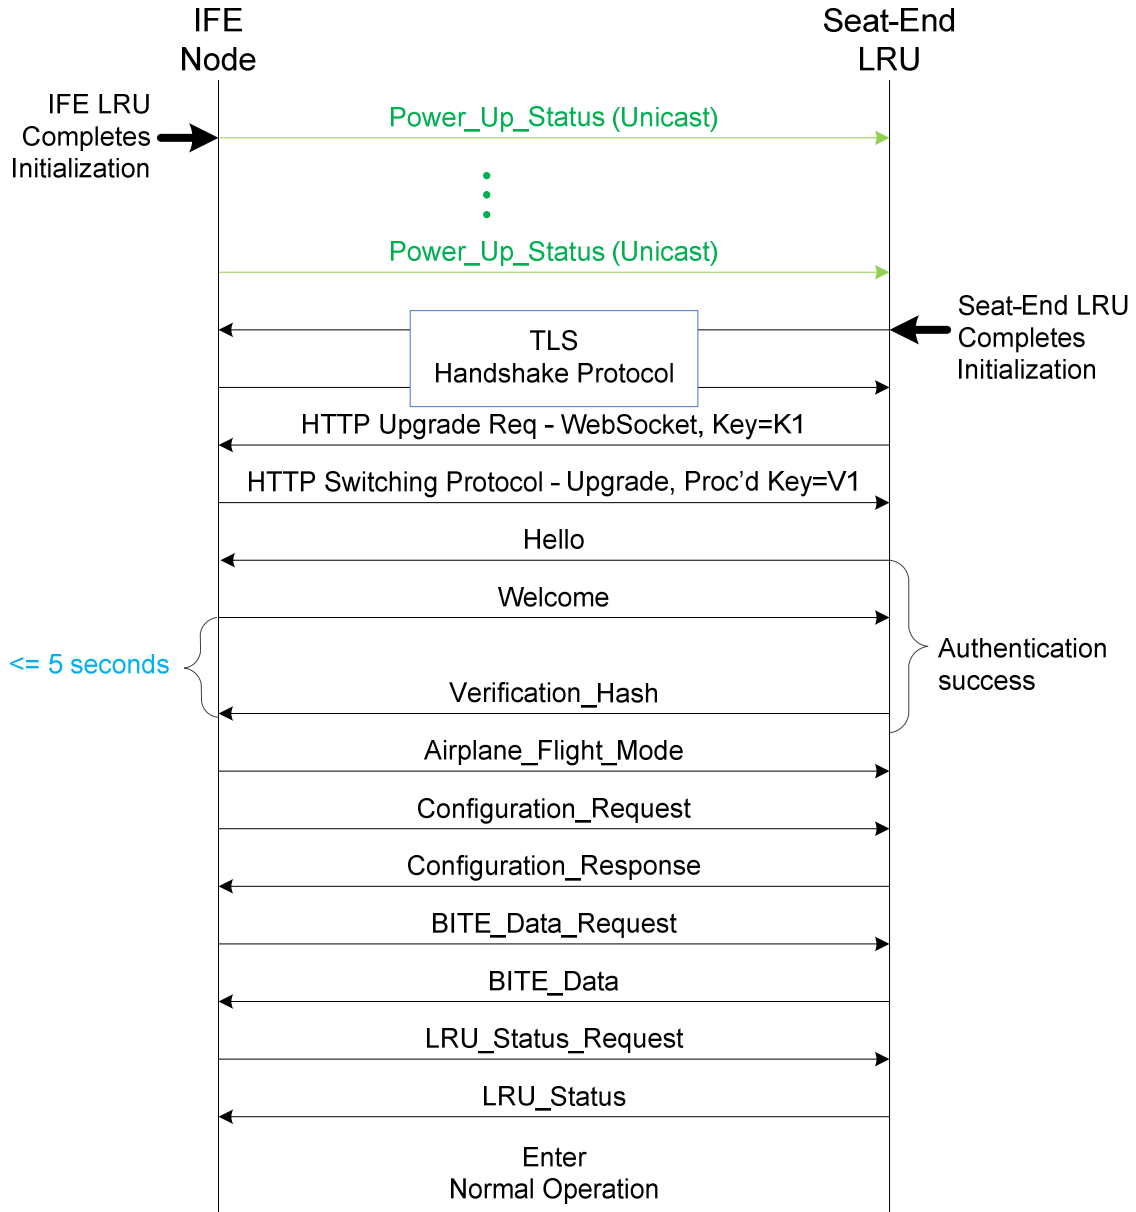 IFE
Node
Seat-End
LRU
IFE LRU
Completes
Initialization
Power_Up_Status (Unicast)
Power_Up_Status (Unicast)
Seat-End LRU
Completes
Initialization
TLS
Handshake Protocol
HTTP Upgrade Req - WebSocket, Key=K1
HTTP Switching Protocol - Upgrade, Proc'd Key=V1
Hello
Welcome
<= 5 seconds
Authentication
success
Verification_Hash
Airplane_Flight_Mode
Configuration_Request
Configuration_Response
BITE_Data_Request
BITE_Data
LRU_Status_Request
LRU_Status
Enter
Normal Operation